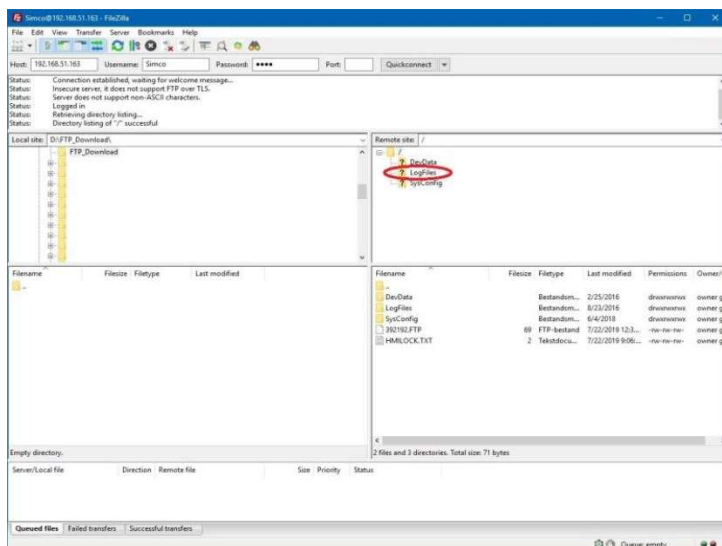 Simco@192.168.51.163 - FileZilla
File Edit View Transfer Server Bookmarks Help
Host: 192.168.51.163 Username: Simco Password: •••• Port: Quickconnect
Status: Connection established, waiting for welcome message...
Status: Insecure server, it does not support FTP over TLS.
Status: Server does not support non-ASCII characters.
Status: Logged in
Status: Retrieving directory listing...
Status: Directory listing of "/" successful
Local site: D:\FTP_Download\
FTP_Download
Remote site: /
/
DevData
LogFiles
SysConfig
Filename Filesize Filetype Last modified
..
Empty directory.
Filename Filesize Filetype Last modified Permissions Owner/
..
DevData Bestandsm... 2/25/2016 drwxrwxrwx owner g
LogFiles Bestandsm... 8/23/2016 drwxrwxrwx owner g
SysConfig Bestandsm... 6/4/2018 drwxrwxrwx owner g
392192.FTP 69 FTP-bestand 7/22/2019 12:3... -rw-rw-rw- owner g
HMILOCK.TXT 2 Tekstdocu... 7/22/2019 9:06:... -rw-rw-rw- owner g
2 files and 3 directories. Total size: 71 bytes
Server/Local file Direction Remote file Size Priority Status
Queued files Failed transfers Successful transfers
Queue: empty